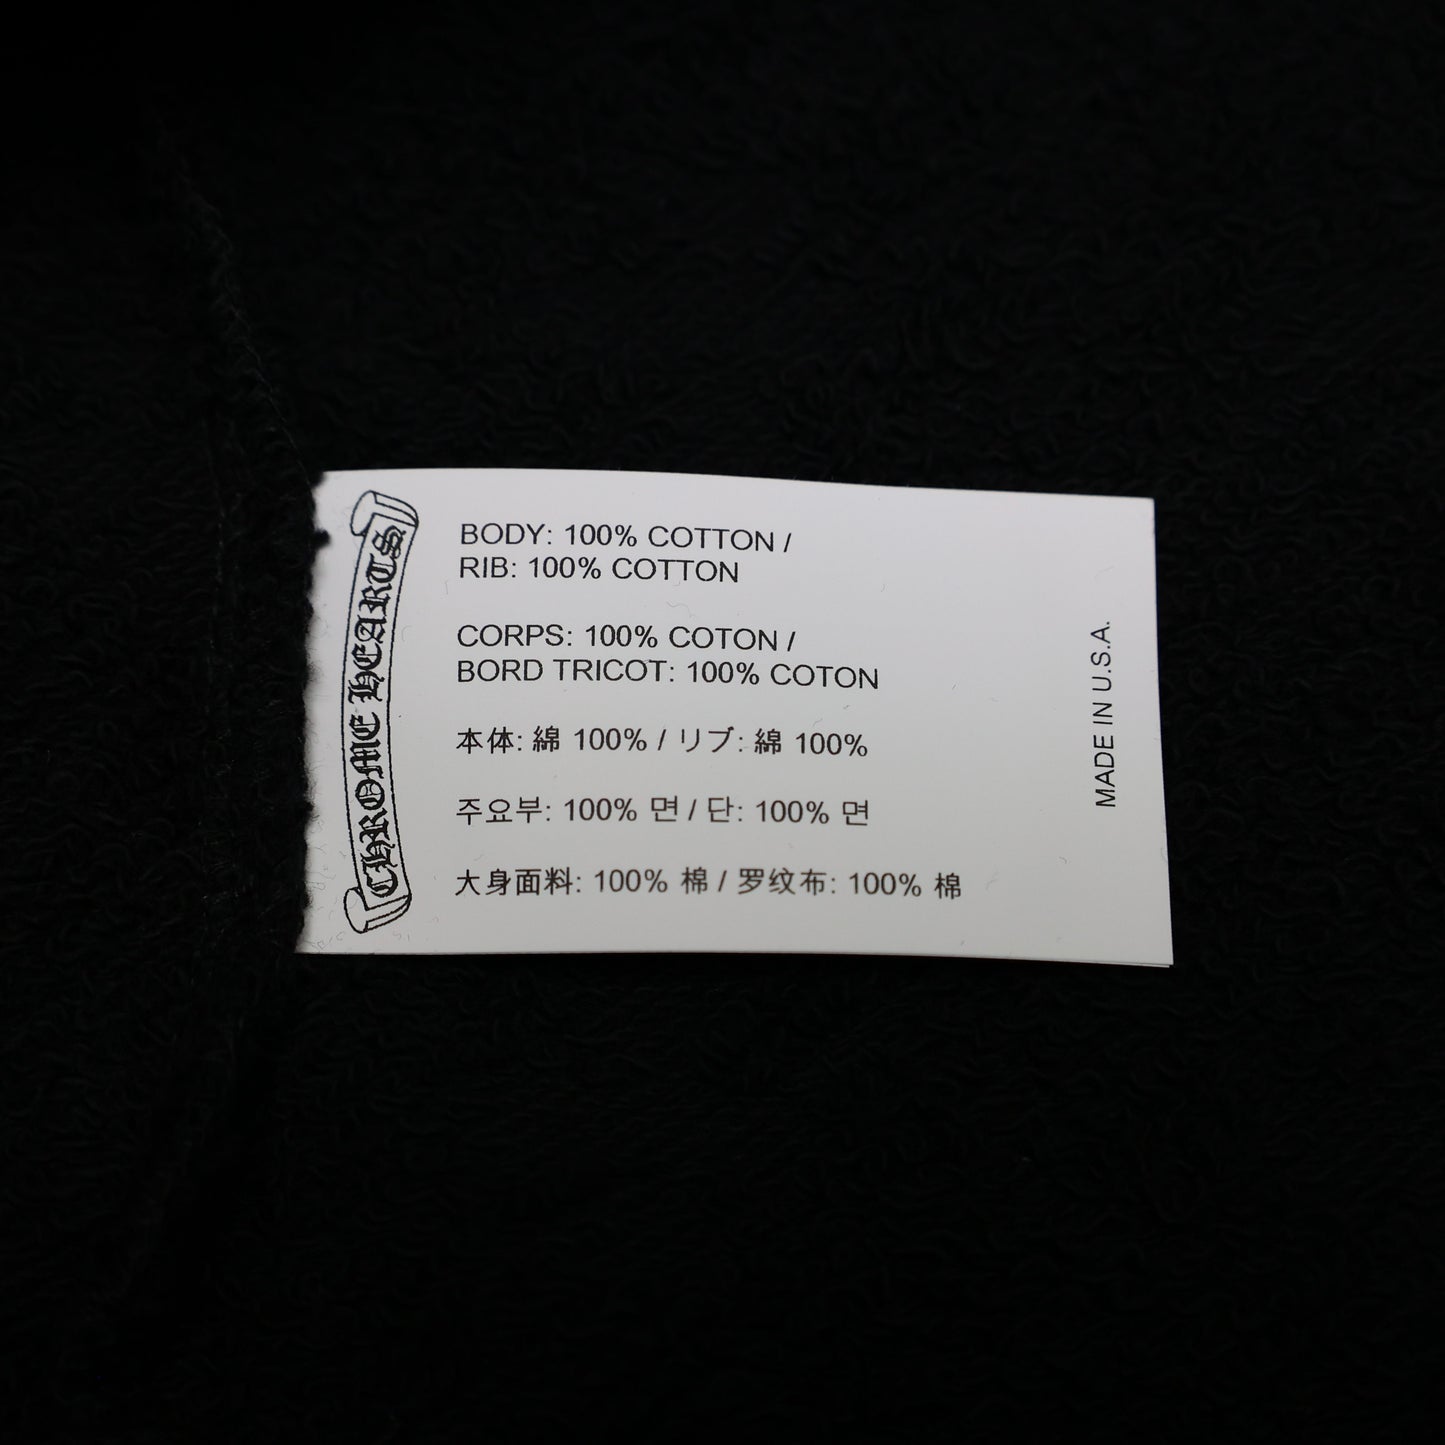 CHROME HEARTS
BODY: 100% COTTON /
RIB: 100% COTTON
CORPS: 100% COTON /
BORD TRICOT: 100% COTON
本体: 綿 100% / リブ: 綿 100%
주요부: 100% 면 / 단: 100% 면
大身面料: 100% 棉 / 罗纹布: 100% 棉
MADE IN U.S.A.